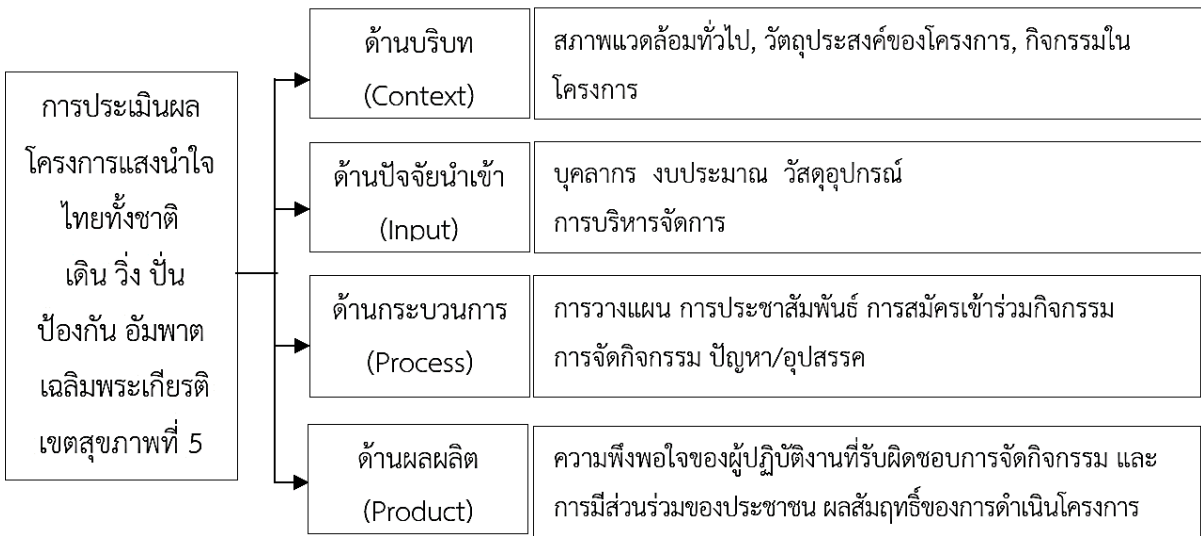 การประเมินผล
โครงการแสงนำใจ
ไทยทั้งชาติ
เดิน วิ่ง ปั่น
ป้องกัน อัมพาต
เฉลิมพระเกียรติ
เขตสุขภาพที่ 5
ด้านบริบท
(Context)
สภาพแวดล้อมทั่วไป, วัตถุประสงค์ของโครงการ, กิจกรรมใน
โครงการ
ด้านปัจจัยนำเข้า
(Input)
บุคลากร งบประมาณ วัสดุอุปกรณ์
การบริหารจัดการ
ด้านกระบวนการ
(Process)
การวางแผน การประชาสัมพันธ์ การสมัครเข้าร่วมกิจกรรม
การจัดกิจกรรม ปัญหา/อุปสรรค
ด้านผลผลิต
(Product)
ความพึงพอใจของผู้ปฏิบัติงานที่รับผิดชอบการจัดกิจกรรม และ
การมีส่วนร่วมของประชาชน ผลสัมฤทธิ์ของการดำเนินโครงการ